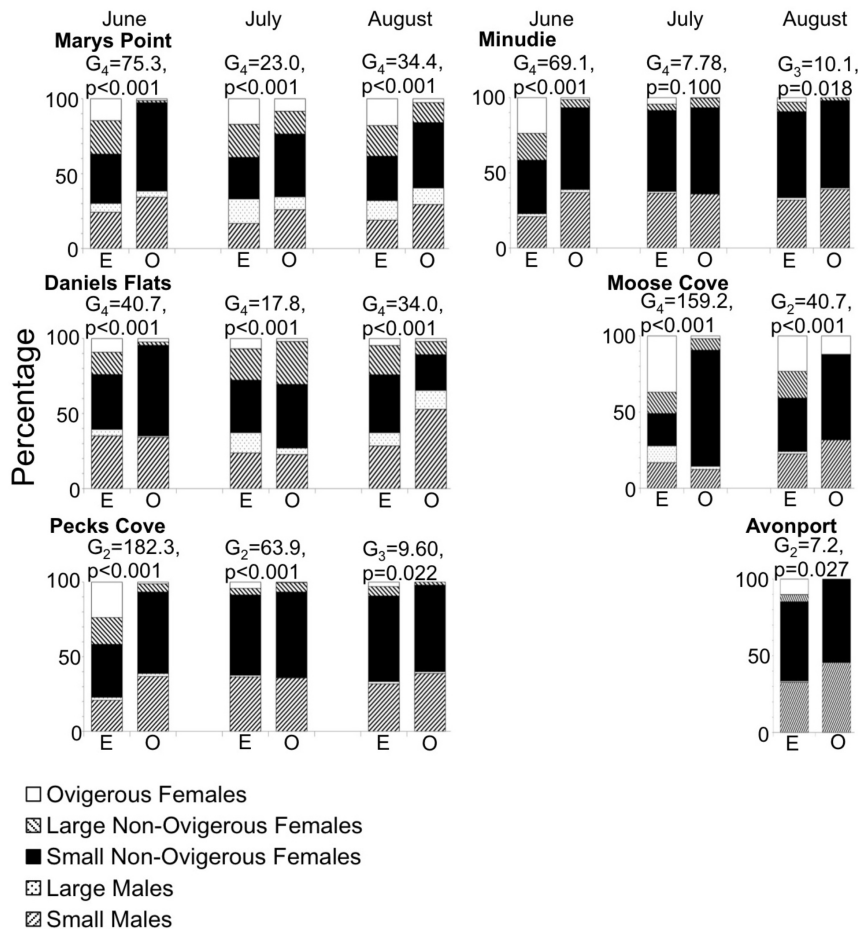 June July August June July August
Marys Point Minudie
G4=75.3, G4=23.0, G4=34.4, G4=69.1, G4=7.78, G3=10.1,
p<0.001 p<0.001 p<0.001 p<0.001 p=0.100 p=0.018
100 100
50 50
0 0
E O E O E O E O E O E O
Daniels Flats Moose Cove
G4=40.7, G4=17.8, G4=34.0, G4=159.2, G2=40.7,
p<0.001 p<0.001 p<0.001 p<0.001 p<0.001
100 100
Percentage
50 50
0 0
E O E O E O E O E O
Pecks Cove Avonport
G2=182.3, G2=63.9, G3=9.60, G2=7.2,
p<0.001 p<0.001 p=0.022 p=0.027
100 100
50 50
0 0
E O E O E O E O
Ovigerous Females
Large Non-Ovigerous Females
Small Non-Ovigerous Females
Large Males
Small Males